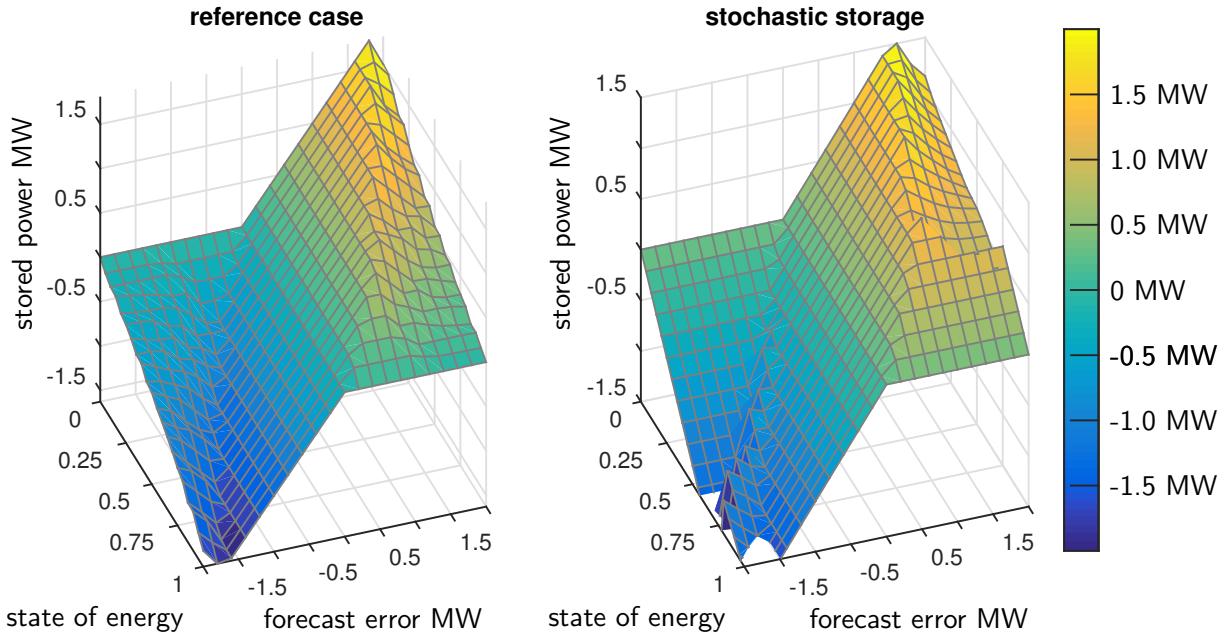 reference case
stored power MW
1.5
0.5
-0.5
-1.5
0
0.25
0.5
0.75
1
-1.5
-0.5
0.5
1.5
state of energy
forecast error MW
stochastic storage
stored power MW
1.5
0.5
-0.5
-1.5
0
0.25
0.5
0.75
1
-1.5
-0.5
0.5
1.5
state of energy
forecast error MW
1.5 MW
1.0 MW
0.5 MW
0 MW
-0.5 MW
-1.0 MW
-1.5 MW